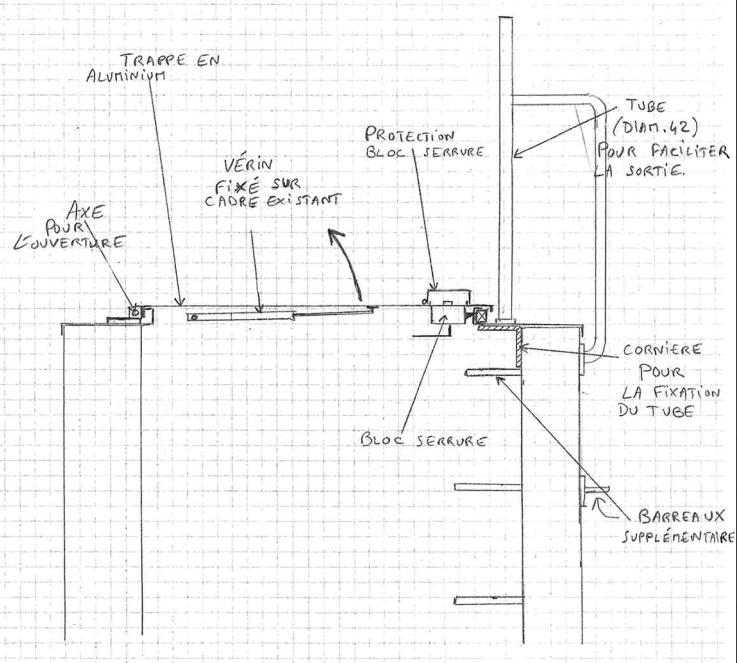 TRAPPE EN
ALUMINIUM
VÉRIN
FIXÉ SUR
CADRE EXISTANT
PROTECTION
BLOC SERRURE
TUBE
(DIAM.42)
POUR FACILITER
LA SORTIE.
AXE
POUR
L'OUVERTURE
CORNIERE
POUR
LA FIXATION
DU TUBE
BLOC SERRURE
BARREAUX
SUPPLÉMENTAIRE